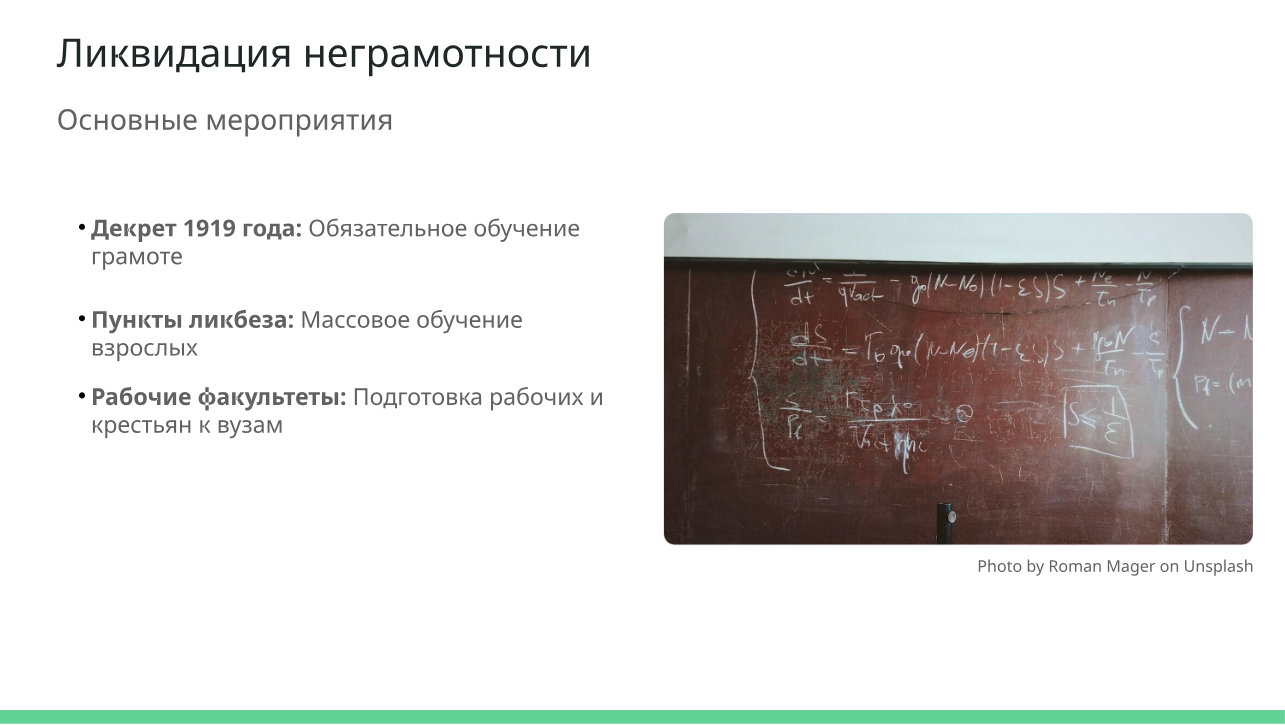 Ликвидация неграмотности
Основные мероприятия
• Декрет 1919 года: Обязательное обучение
грамоте
• Пункты ликбеза: Массовое обучение
взрослых
• Рабочие факультеты: Подготовка рабочих и
крестьян к вузам
Photo by Roman Mager on Unsplash